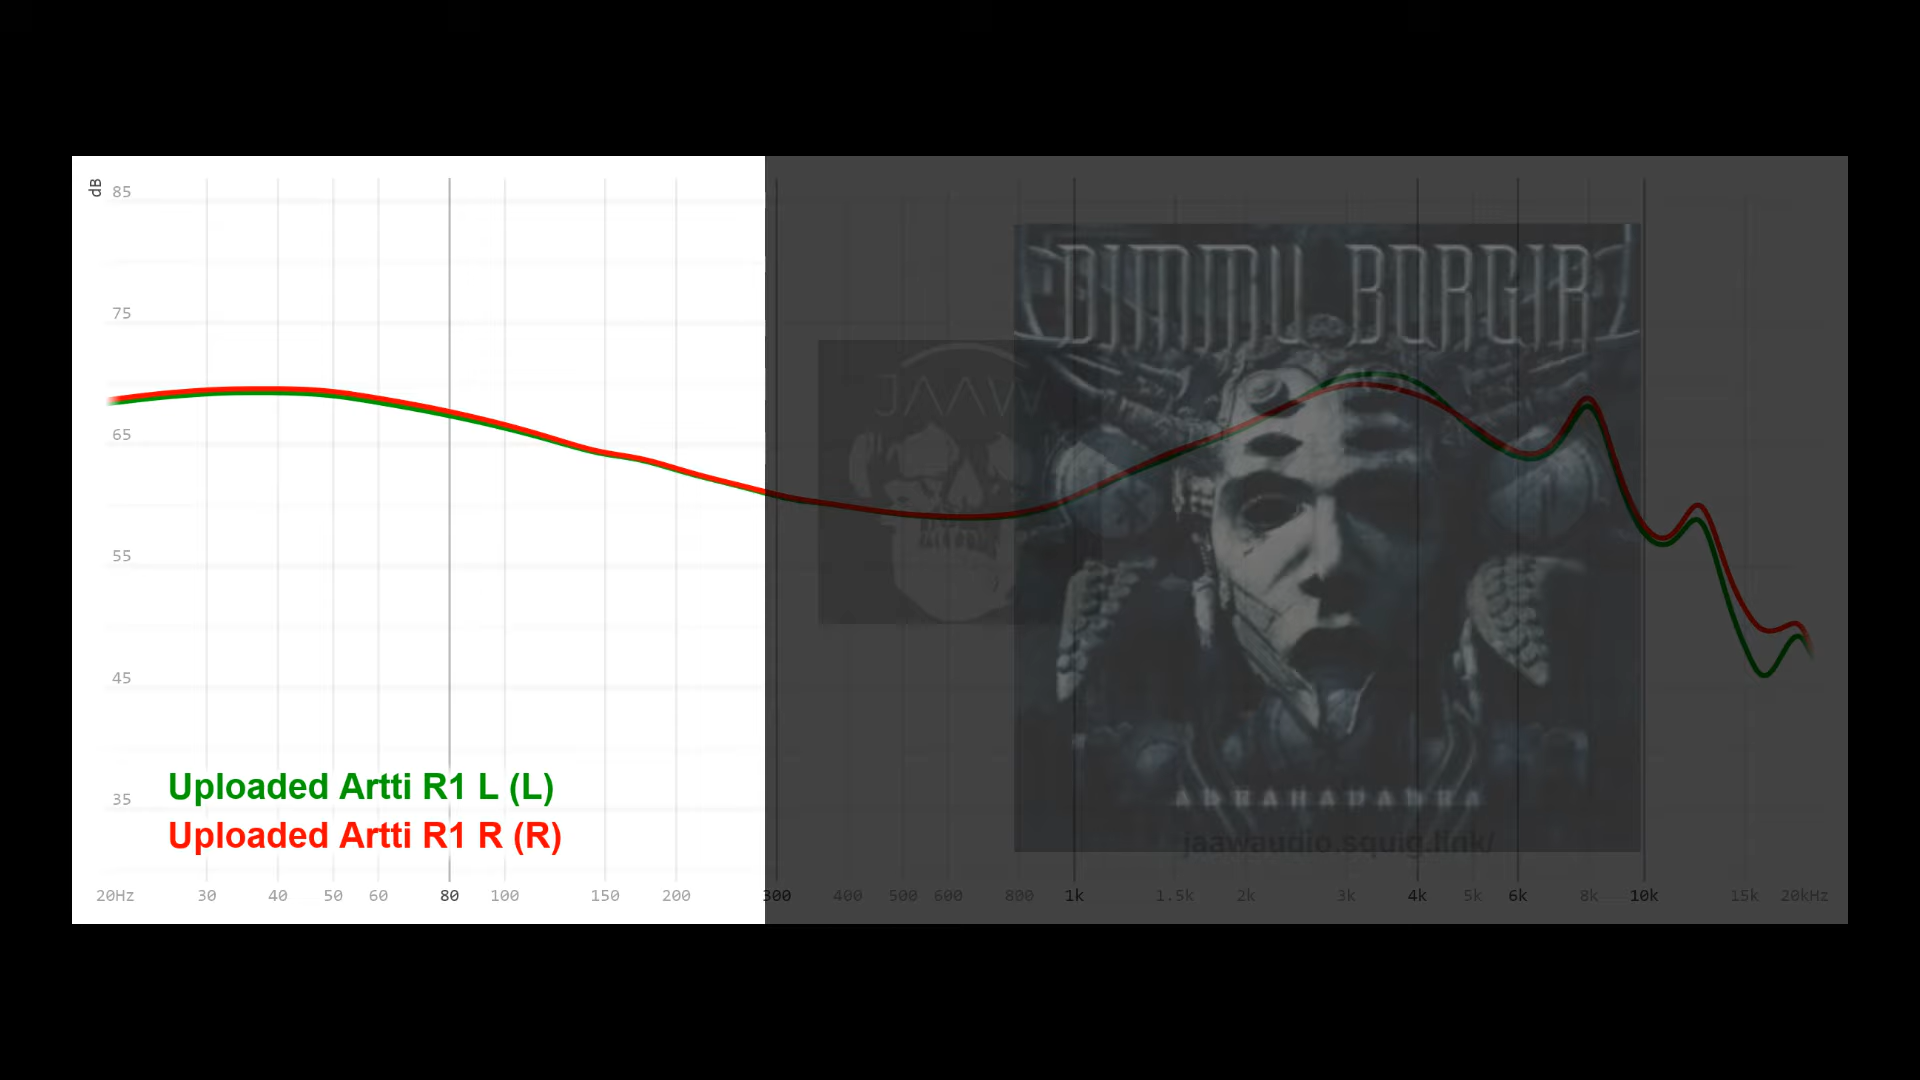 dB
85
75
65
55
45
35
DIMMU BORGIR
JAAW
ABRAHADABRA
Uploaded Artti R1 L (L)
Uploaded Artti R1 R (R)
jaawaudio.squig.link/
20Hz 30 40 50 60 80 100 150 200 300 400 500 600 800 1k 1.5k 2k 3k 4k 5k 6k 8k 10k 15k 20kHz